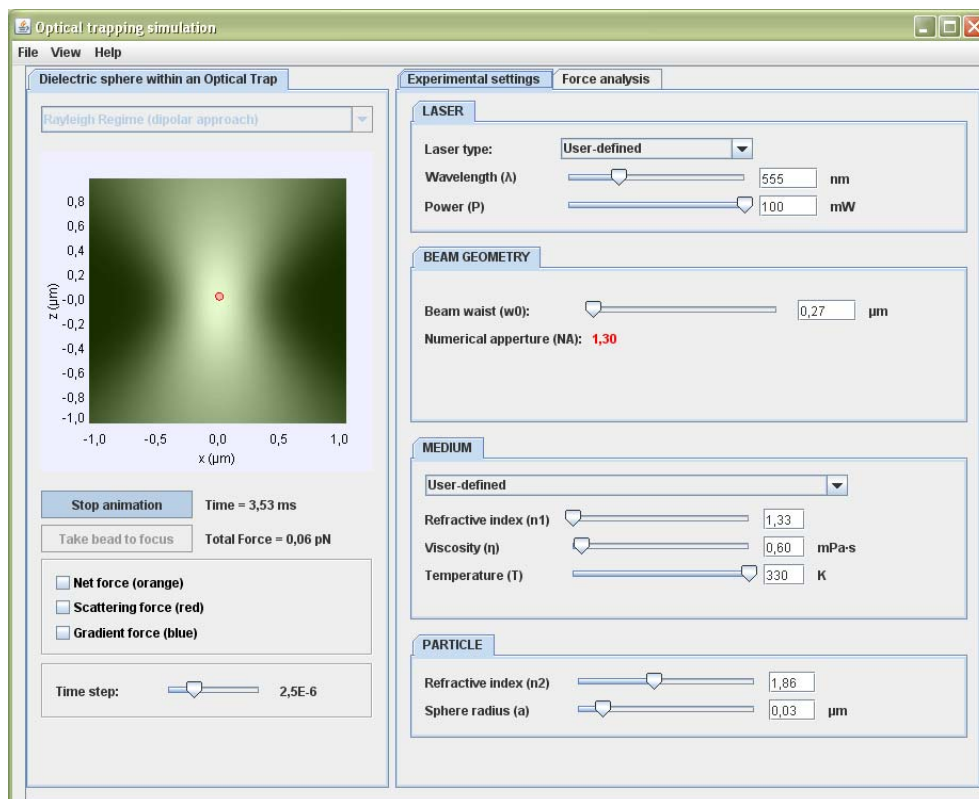 Optical trapping simulation
File View Help
Dielectric sphere within an Optical Trap
Rayleigh Regime (dipolar approach)
0,8
0,6
0,4
0,2
-0,0
-0,2
-0,4
-0,6
-0,8
-1,0
z (µm)
-1,0 -0,5 0,0 0,5 1,0
x (µm)
Stop animation Time = 3,53 ms
Take bead to focus Total Force = 0,06 pN
Net force (orange)
Scattering force (red)
Gradient force (blue)
Time step: 2,5E-6
Experimental settings Force analysis
LASER
Laser type: User-defined
Wavelength (λ) 555 nm
Power (P) 100 mW
BEAM GEOMETRY
Beam waist (w0): 0,27 µm
Numerical apperture (NA): 1,30
MEDIUM
User-defined
Refractive index (n1) 1,33
Viscosity (η) 0,60 mPa·s
Temperature (T) 330 K
PARTICLE
Refractive index (n2) 1,86
Sphere radius (a) 0,03 µm